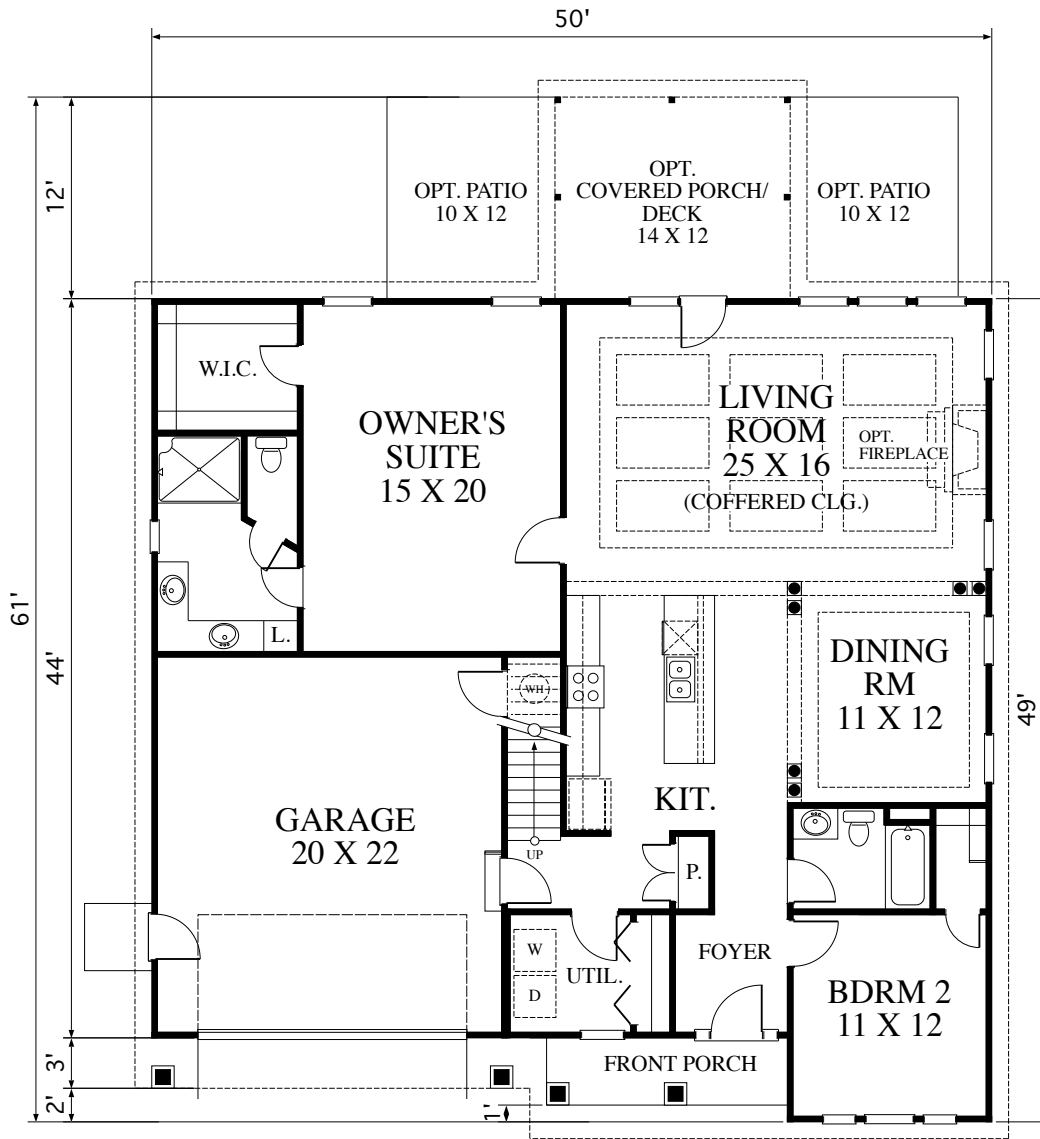 50'
12'
61'
44'
49'
3'
2'
1'
OPT. PATIO
10 X 12
OPT.
COVERED PORCH/
DECK
14 X 12
OPT. PATIO
10 X 12
W.I.C.
OWNER'S
SUITE
15 X 20
LIVING
ROOM
25 X 16
(COFFERED CLG.)
OPT.
FIREPLACE
L.
WH
DINING
RM
11 X 12
GARAGE
20 X 22
KIT.
UP
P.
W
D
UTIL.
FOYER
BDRM 2
11 X 12
FRONT PORCH